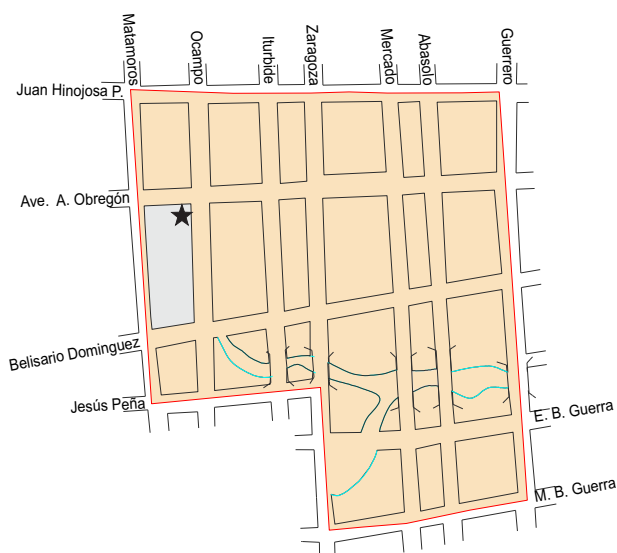 Matamoros
Ocampo
Iturbide
Zaragoza
Mercado
Abasolo
Guerrero
Juan Hinojosa P.
Ave. A. Obregón
Belisario Dominguez
Jesús Peña
E. B. Guerra
M. B. Guerra